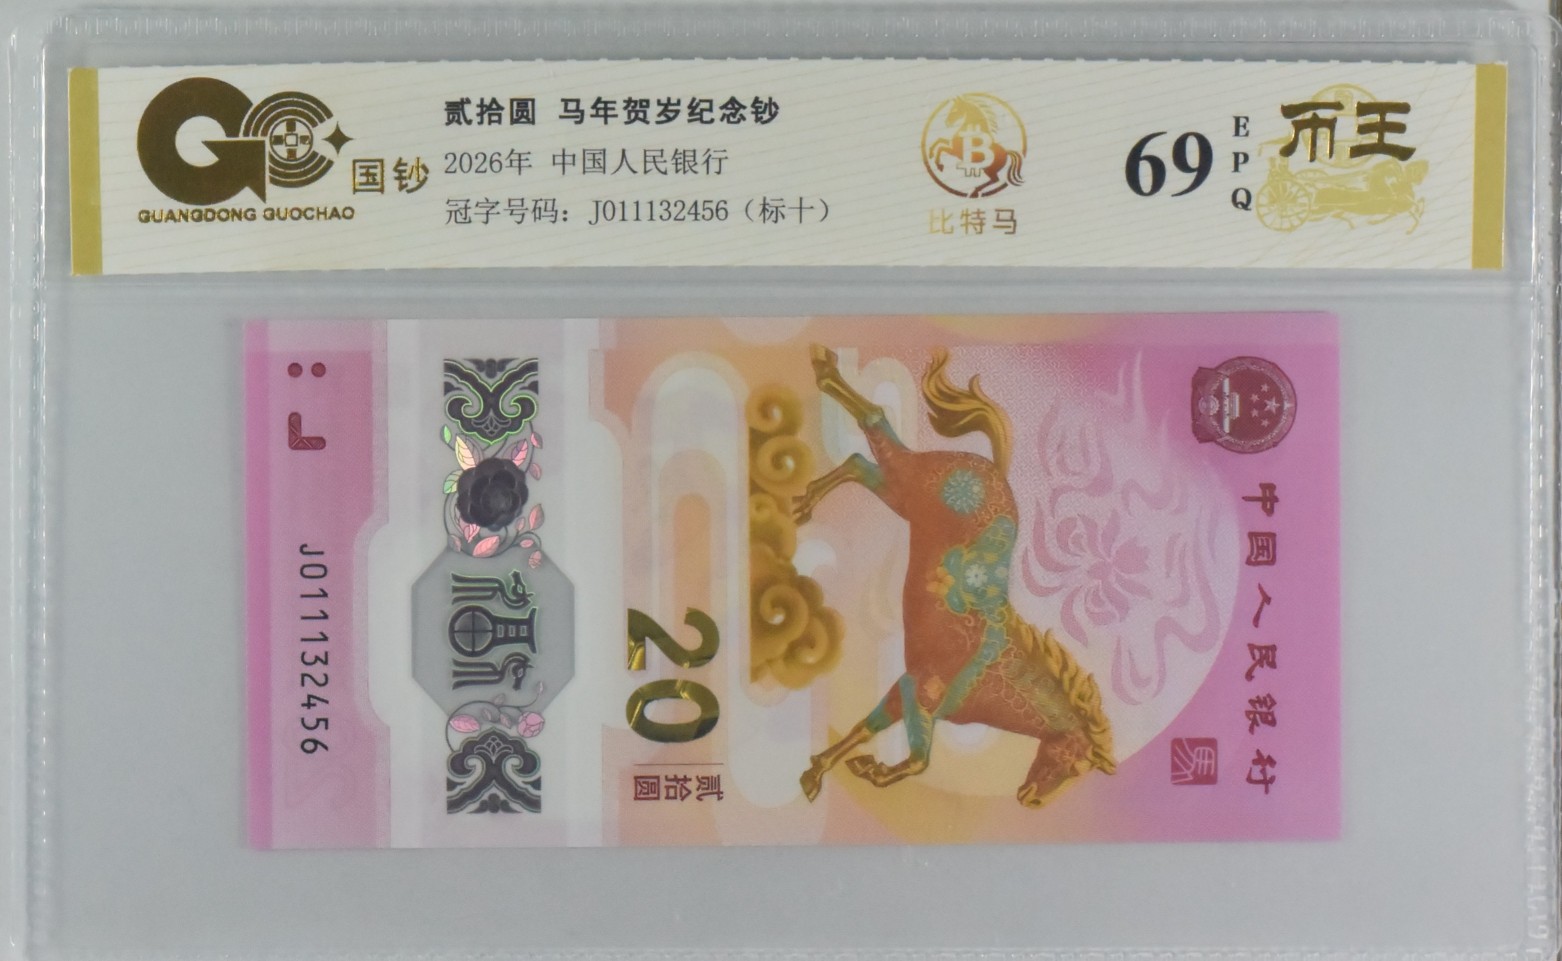 GC
国钞
GUANGDONG GUOCHAO
贰拾圆 马年贺岁纪念钞
2026年 中国人民银行
冠字号码：J011132456（标十）
B
比特马
69
EPQ
币王
中国人民银行
20
贰拾圆
J011132456